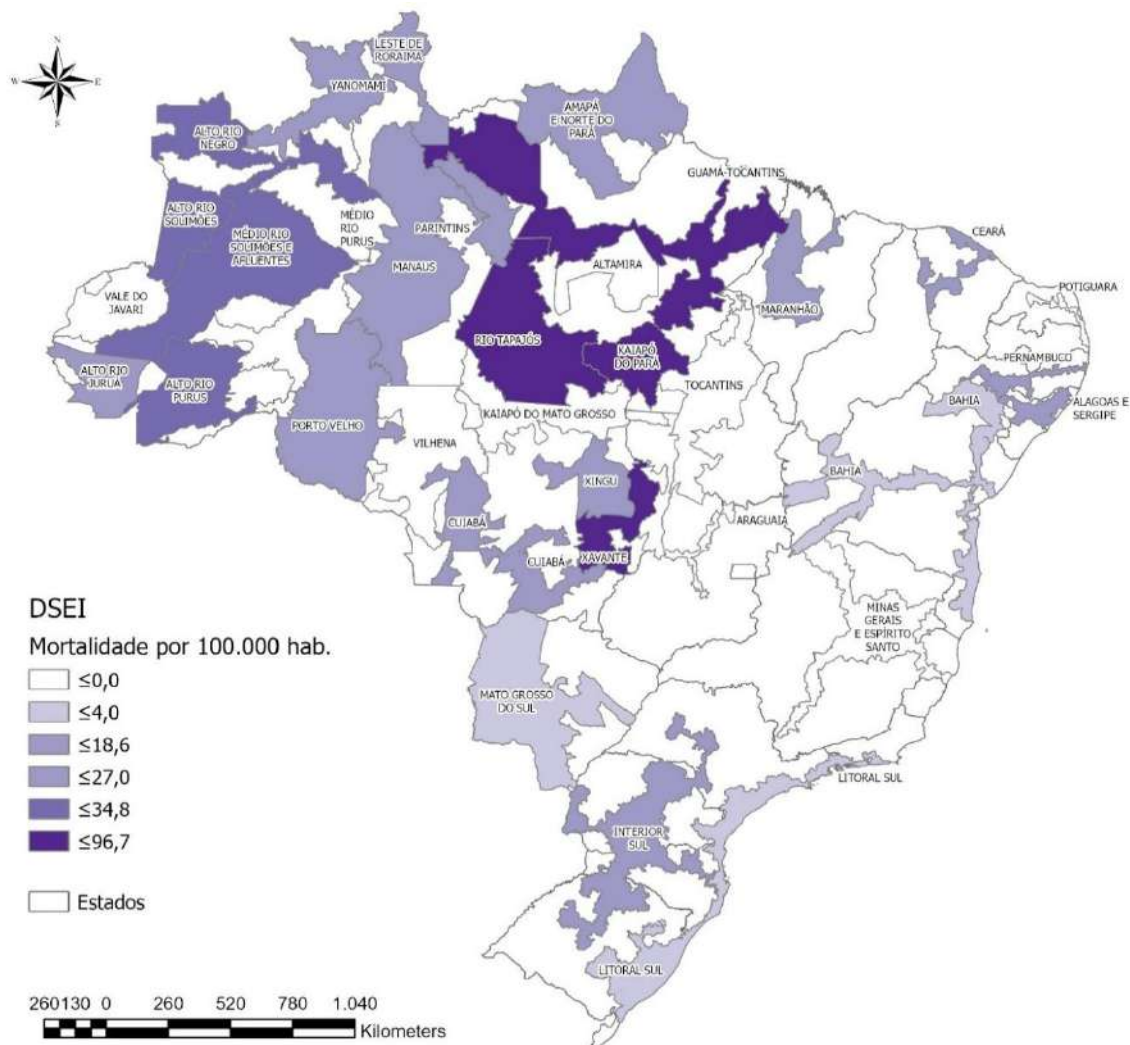 N
W E
S
LESTE DE
RORAIMA
YANOMAMI
AMAPÁ
E NORTE DO
PARÁ
ALTO RIO
NEGRO
GUAMÁ-TOCANTINS
ALTO RIO
SOLIMÕES
MÉDIO
RIO
PURUS
PARINTINS
MÉDIO RIO
SOLIMÕES E
AFLUENTES
CEARÁ
ALTAMIRA
MANAUS
VALE DO
JAVARI
MARANHÃO
POTIGUARA
RIO TAPAJÓS
KAIAPÓ
DO PARÁ
PERNAMBUCO
ALTO RIO
JURUÁ
ALTO RIO
PURUS
TOCANTINS
BAHIA
ALAGOAS E
SERGIPE
KAIAPÓ DO MATO GROSSO
PORTO VELHO
VILHENA
BAHIA
XINGU
CUIABÁ
ARAGUAIA
CUIABÁ
XAVANTE
MINAS
GERAIS
E ESPÍRITO
SANTO
MATO GROSSO
DO SUL
LITORAL SUL
INTERIOR
SUL
LITORAL SUL
DSEI
Mortalidade por 100.000 hab.
≤0,0
≤4,0
≤18,6
≤27,0
≤34,8
≤96,7
Estados
260130 0 260 520 780 1.040
Kilometers